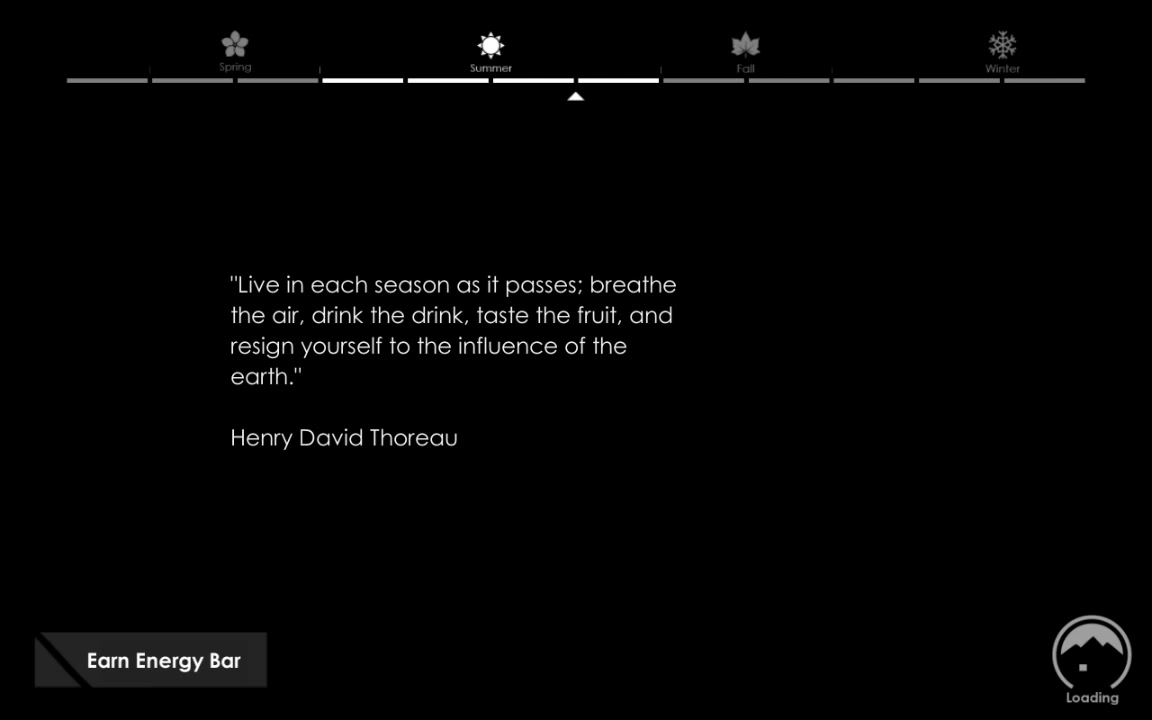 Spring
Summer
Fall
Winter
"Live in each season as it passes; breathe
the air, drink the drink, taste the fruit, and
resign yourself to the influence of the
earth."
Henry David Thoreau
Earn Energy Bar
Loading